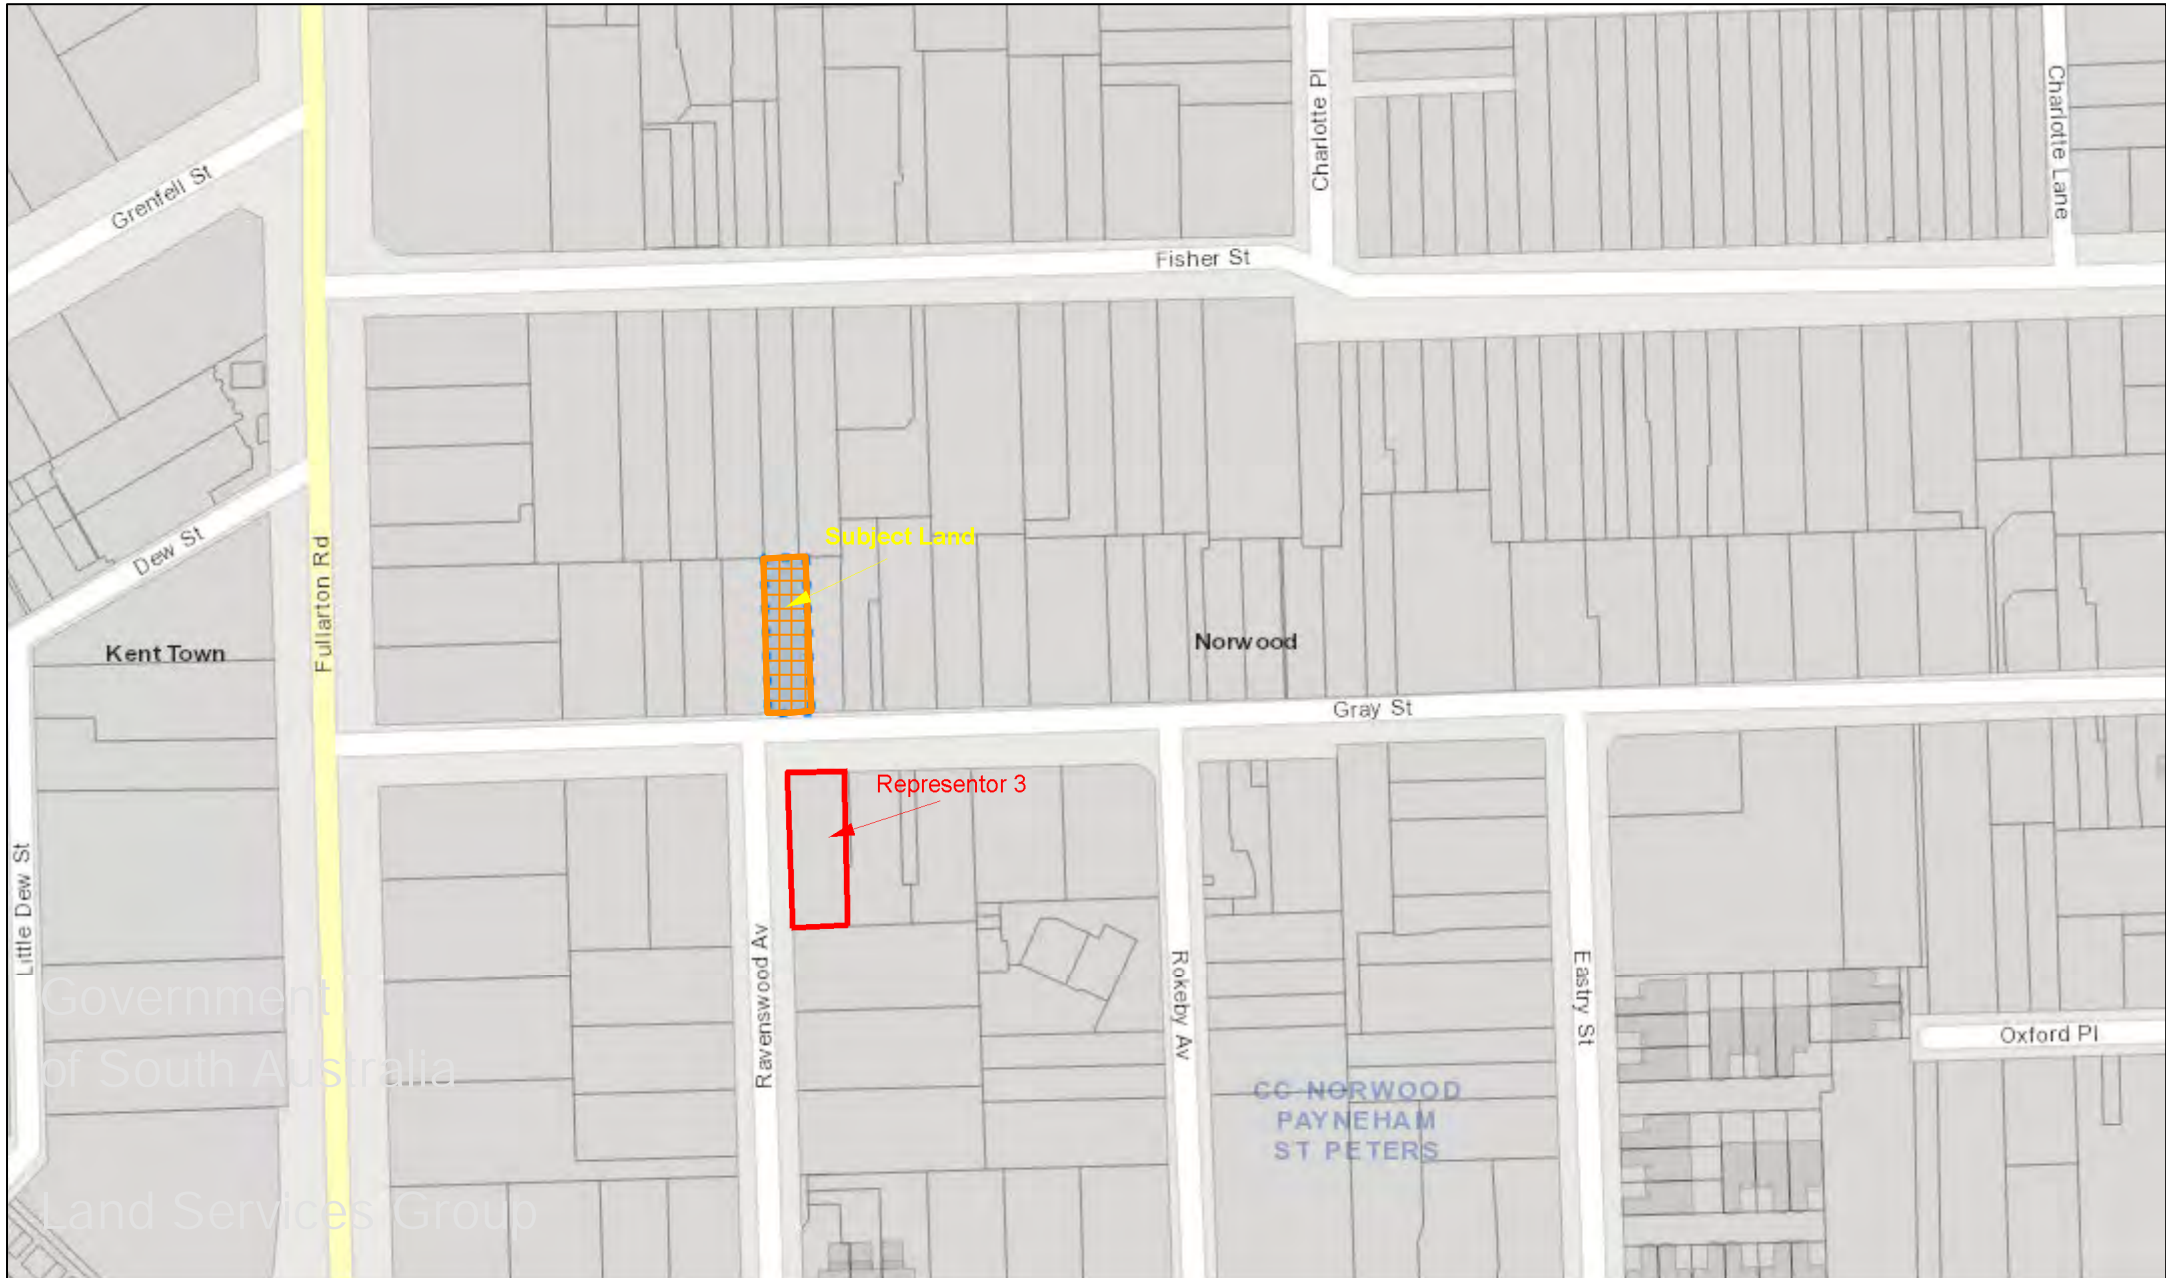 Charlotte Pl
Charlotte Lane
Grenfell St
Fisher St
Subject Land
Dew St
Fullarton Rd
Kent Town
Norwood
Gray St
Representor 3
Little Dew St
Ravenswood Av
Rokeby Av
Eastry St
Government
of South Australia
Oxford Pl
CC NORWOOD
PAYNEHAM
ST PETERS
Land Services Group